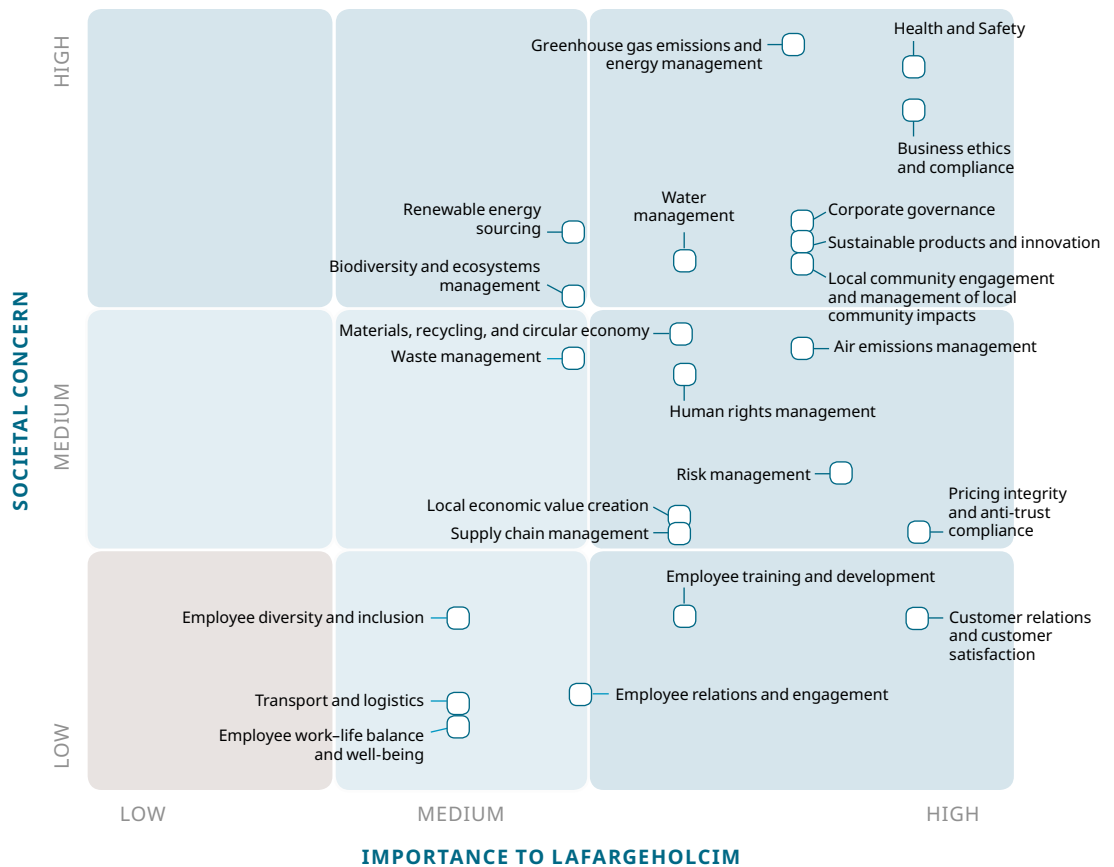 Health and Safety
Greenhouse gas emissions and
energy management
HIGH
Business ethics
and compliance
Water
management
Renewable energy
sourcing
Corporate governance
Sustainable products and innovation
Biodiversity and ecosystems
management
Local community engagement
and management of local
community impacts
Materials, recycling, and circular economy
Air emissions management
Waste management
Human rights management
SOCIETAL CONCERN
MEDIUM
Risk management
Pricing integrity
and anti-trust
compliance
Local economic value creation
Supply chain management
Employee training and development
Employee diversity and inclusion
Customer relations
and customer
satisfaction
Employee relations and engagement
Transport and logistics
Employee work–life balance
and well-being
LOW
LOW
MEDIUM
HIGH
IMPORTANCE TO LAFARGEHOLCIM